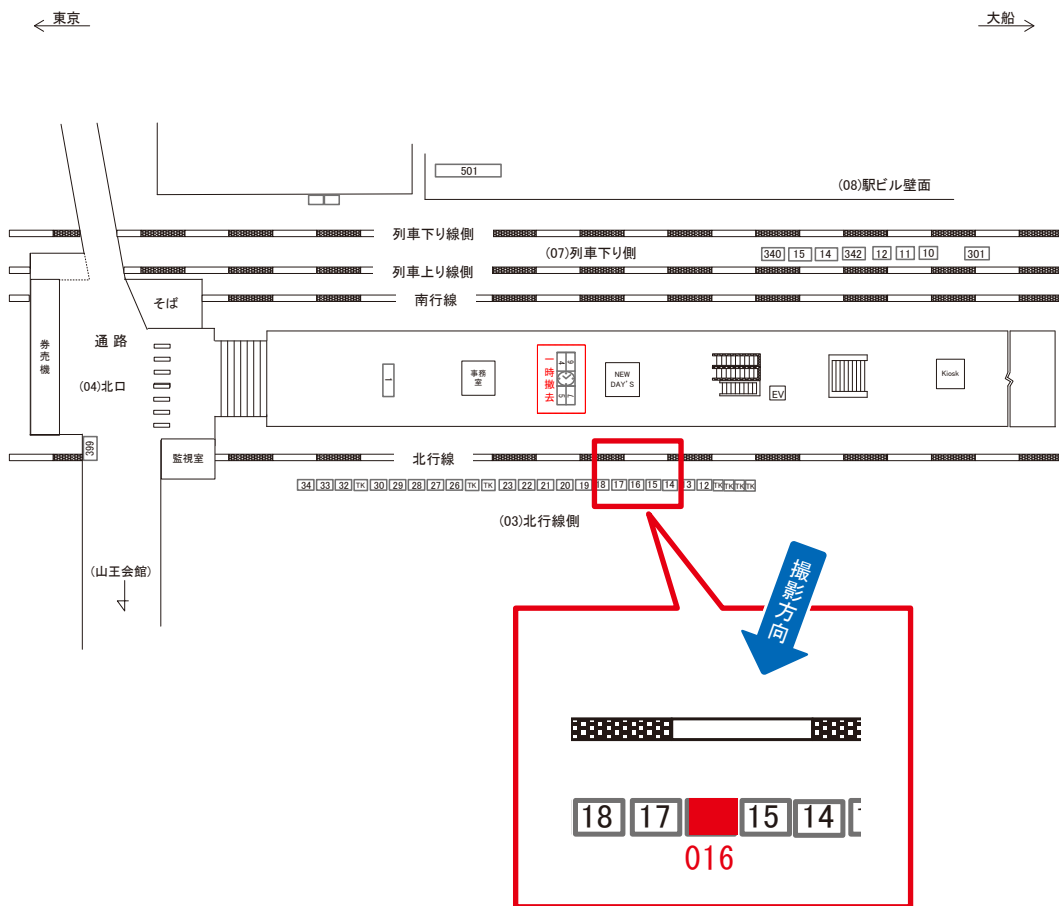 東京
大船
501
(08)駅ビル壁面
列車下り線側
(07)列車下り側
340 15 14 342 12 11 10 301
列車上り線側
南行線
そば
券売機
通路
(04)北口
1
事務室
一時撤去
4 9
5 7
NEW DAY'S
EV
Kiosk
399
監視室
北行線
34 33 32 TK 30 29 28 27 26 TK TK 23 22 21 20 19 18 17 16 15 14 13 12 TK TK TK TK
(03)北行線側
(山王会館)
撮影方向
18 17 15 14
016